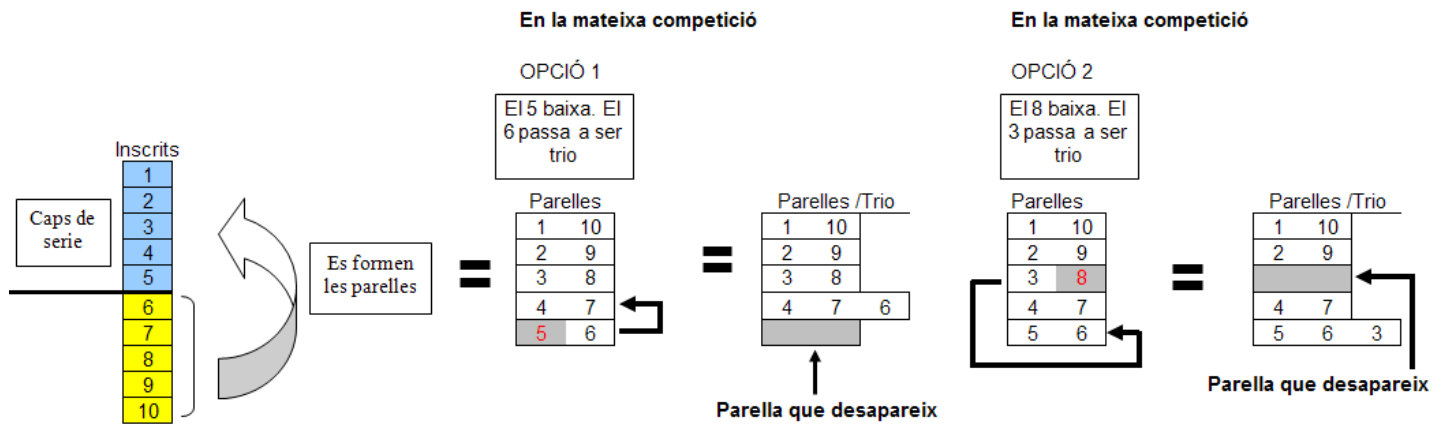 En la mateixa competició
En la mateixa competició
OPCIÓ 1
OPCIÓ 2
El 5 baixa. El
6 passa a ser
trio
El 8 baixa. El
3 passa a ser
trio
Inscrits
1
2
3
4
5
6
7
8
9
10
Caps de
serie
Es formen
les parelles
=
Parelles
1 10
2 9
3 8
4 7
5 6
=
Parelles /Trio
1 10
2 9
3 8
4 7 6
Parella que desapareix
Parelles
1 10
2 9
3 8
4 7
5 6
=
Parelles /Trio
1 10
2 9
4 7
5 6 3
Parella que desapareix